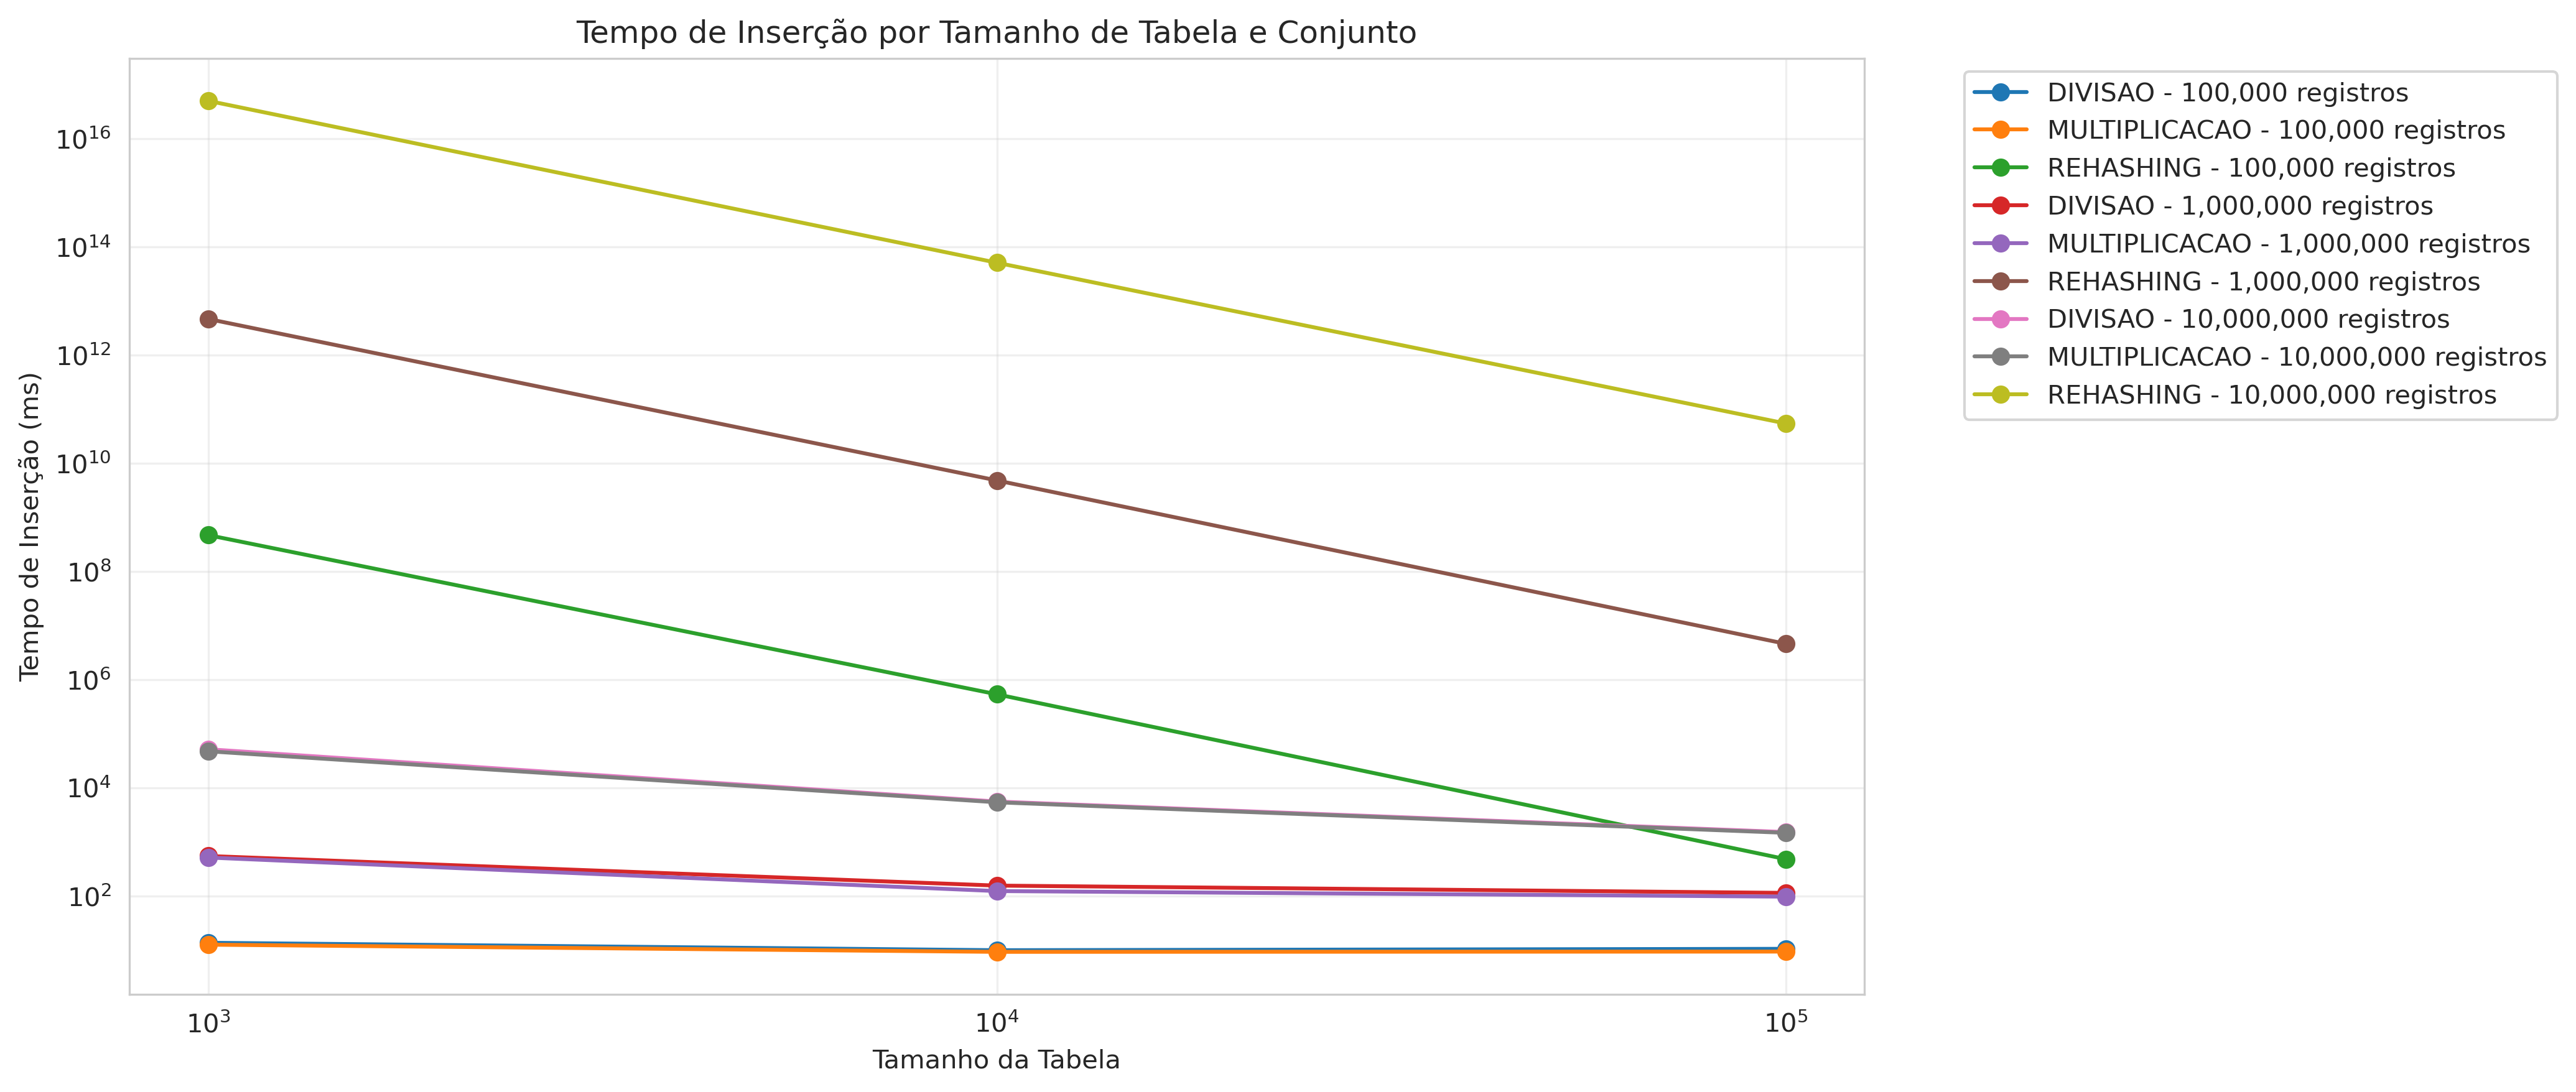 Tempo de Inserção por Tamanho de Tabela e Conjunto
Tempo de Inserção (ms)
10^16
10^14
10^12
10^10
10^8
10^6
10^4
10^2
10^3
10^4
10^5
Tamanho da Tabela
DIVISAO - 100,000 registros
MULTIPLICACAO - 100,000 registros
REHASHING - 100,000 registros
DIVISAO - 1,000,000 registros
MULTIPLICACAO - 1,000,000 registros
REHASHING - 1,000,000 registros
DIVISAO - 10,000,000 registros
MULTIPLICACAO - 10,000,000 registros
REHASHING - 10,000,000 registros